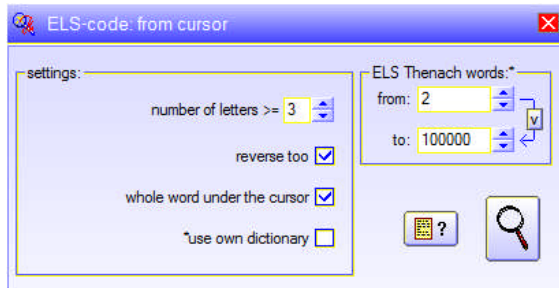 ELS-code: from cursor
settings:
number of letters >= 3
reverse too
whole word under the cursor
*use own dictionary
ELS Thenach words:*
from: 2
to: 100000
v
?